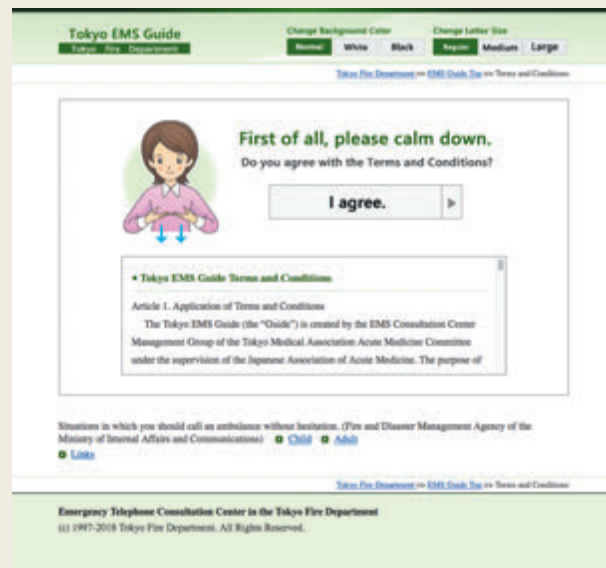 Tokyo EMS Guide
Tokyo Fire Department
Change Background Color
Normal White Black
Change Letter Size
Regular Medium Large
Tokyo Fire Department >> EMS Guide Top >> Terms and Conditions
First of all, please calm down.
Do you agree with the Terms and Conditions?
I agree.
• Tokyo EMS Guide Terms and Conditions
Article 1. Application of Terms and Conditions
The Tokyo EMS Guide (the “Guide”) is created by the EMS Consultation Center
Management Group of the Tokyo Medical Association Acute Medicine Committee
under the supervision of the Japanese Association of Acute Medicine. The purpose of
Situations in which you should call an ambulance without hesitation. (Fire and Disaster Management Agency of the
Ministry of Internal Affairs and Communications) Child Adult
Links
Tokyo Fire Department >> EMS Guide Top >> Terms and Conditions
Emergency Telephone Consultation Center in the Tokyo Fire Department
(c) 1997-2018 Tokyo Fire Department. All Rights Reserved.